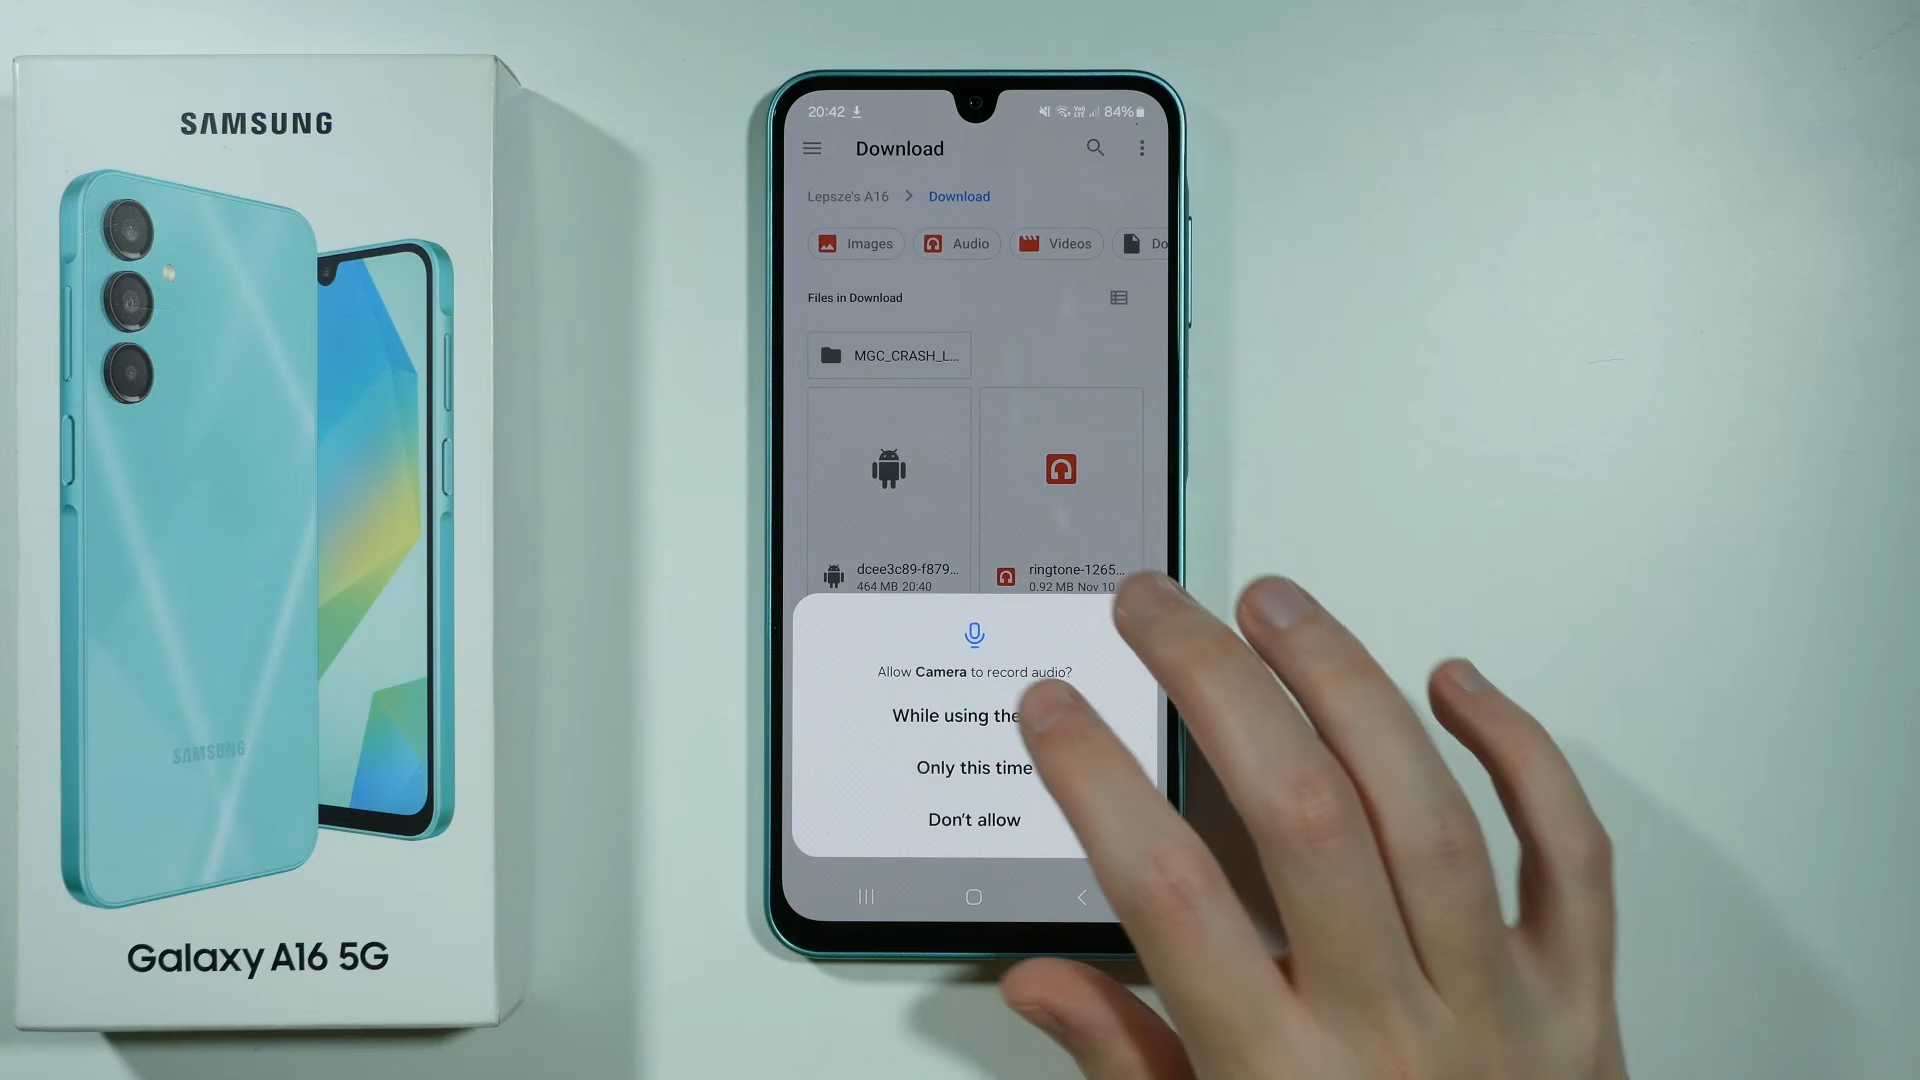 SAMSUNG
SAMSUNG
Galaxy A16 5G
20:42
84%
Download
Lepsze's A16 > Download
Images
Audio
Videos
Do
Files in Download
MGC_CRASH_L...
dcee3c89-f879...
464 MB 20:40
ringtone-1265...
0.92 MB Nov 10
Allow Camera to record audio?
While using the
Only this time
Don't allow